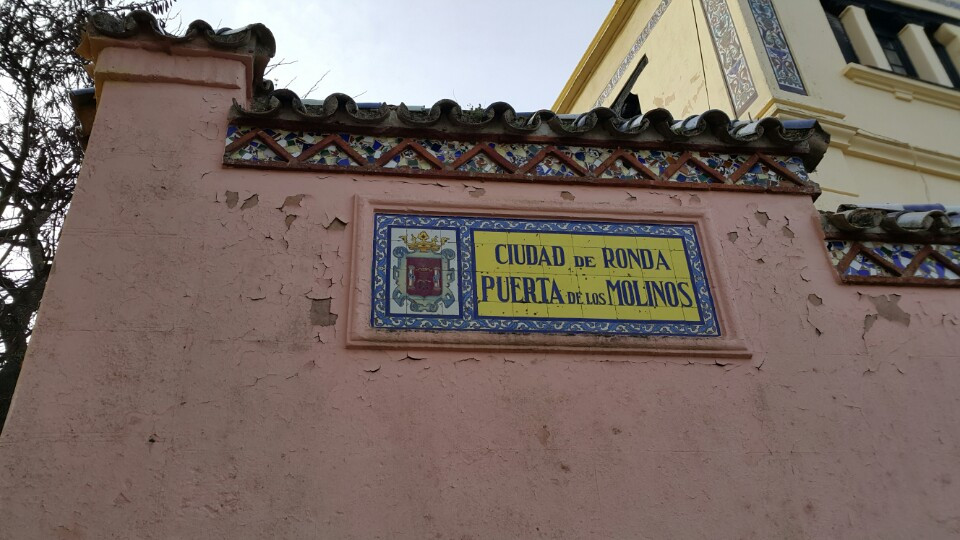 CIUDAD DE RONDA
PUERTA DE LOS MOLINOS